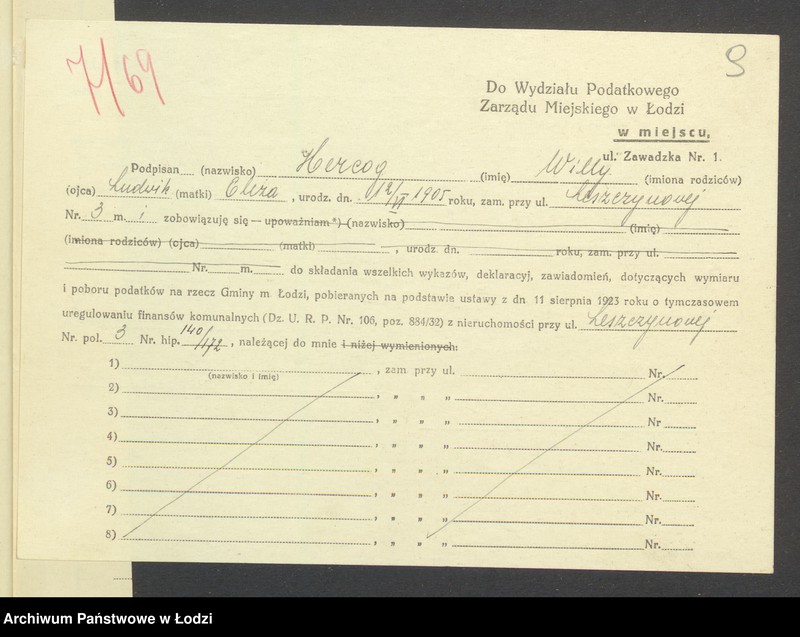 7/69
9
Do Wydziału Podatkowego
Zarządu Miejskiego w Łodzi
w miejscu,
ul. Zawadzka Nr. 1.
Podpisan (nazwisko) Hercog (imię) Willy (imiona rodziców)
(ojca) Ludwik (matki) Eliza, urodz. dn. 12/VI 1905 roku, zam. przy ul. Leszczynowej
Nr. 3 m. 1 zobowiązuję się — upoważniam *) (nazwisko) (imię)
(imiona rodziców) (ojca) (matki) , urodz. dn. roku, zam. przy ul.
Nr. m. do składania wszelkich wykazów, deklaracyj, zawiadomień, dotyczących wymiaru
i poboru podatków na rzecz Gminy m. Łodzi, pobieranych na podstawie ustawy z dn 11 sierpnia 1923 roku o tymczasowem
uregulowaniu finansów komunalnych (Dz. U. R. P. Nr. 106, poz. 884/32) z nieruchomości przy ul. Leszczynowej
Nr. pol. 3 Nr. hip. 140/172, należącej do mnie i niżej wymienionych:
1) , zam. przy ul. Nr.
(nazwisko i imię)
2) , „ „ „ Nr.
3) , „ „ „ Nr
4) , „ „ „ Nr.
5) , „ „ „ Nr.
6) , „ „ „ Nr.
7) , „ „ „ Nr.
8) , „ „ „ Nr.
Archiwum Państwowe w Łodzi